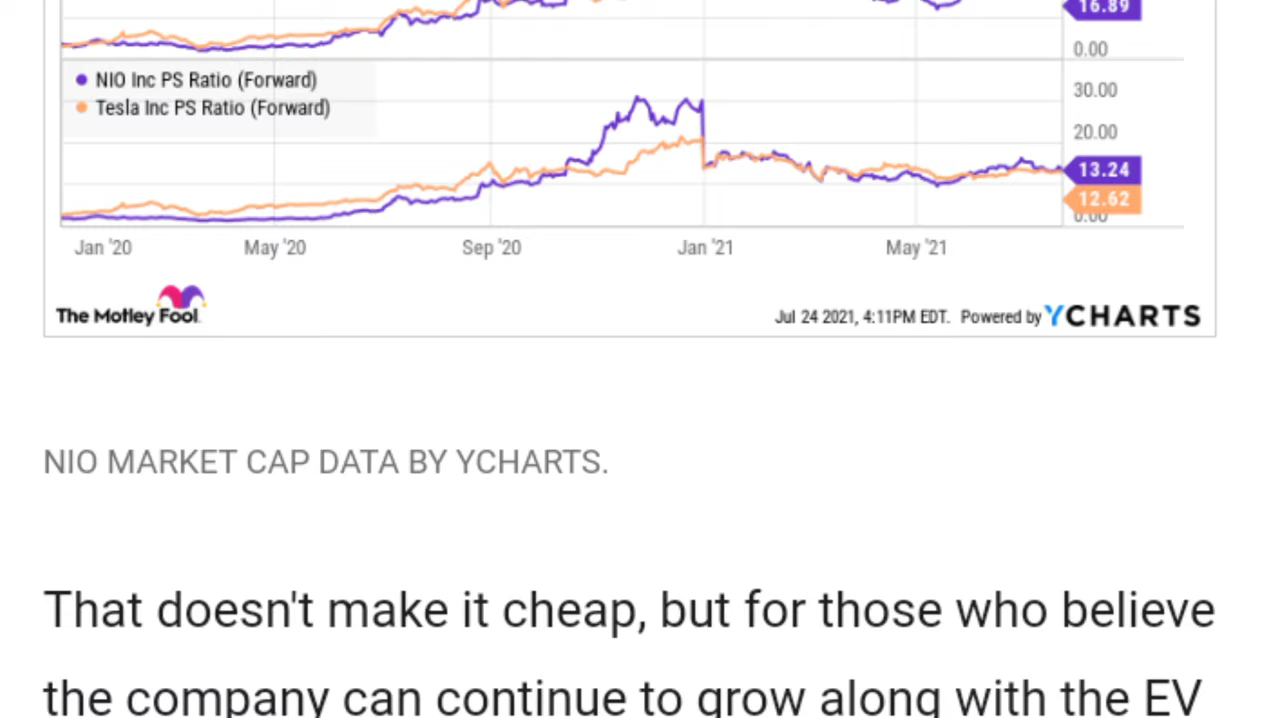 16.89
0.00
NIO Inc PS Ratio (Forward)
Tesla Inc PS Ratio (Forward)
30.00
20.00
13.24
12.62
0.00
Jan '20 May '20 Sep '20 Jan '21 May '21
The Motley Fool
Jul 24 2021, 4:11PM EDT. Powered by YCHARTS
NIO MARKET CAP DATA BY YCHARTS.
That doesn't make it cheap, but for those who believe
the company can continue to grow along with the EV